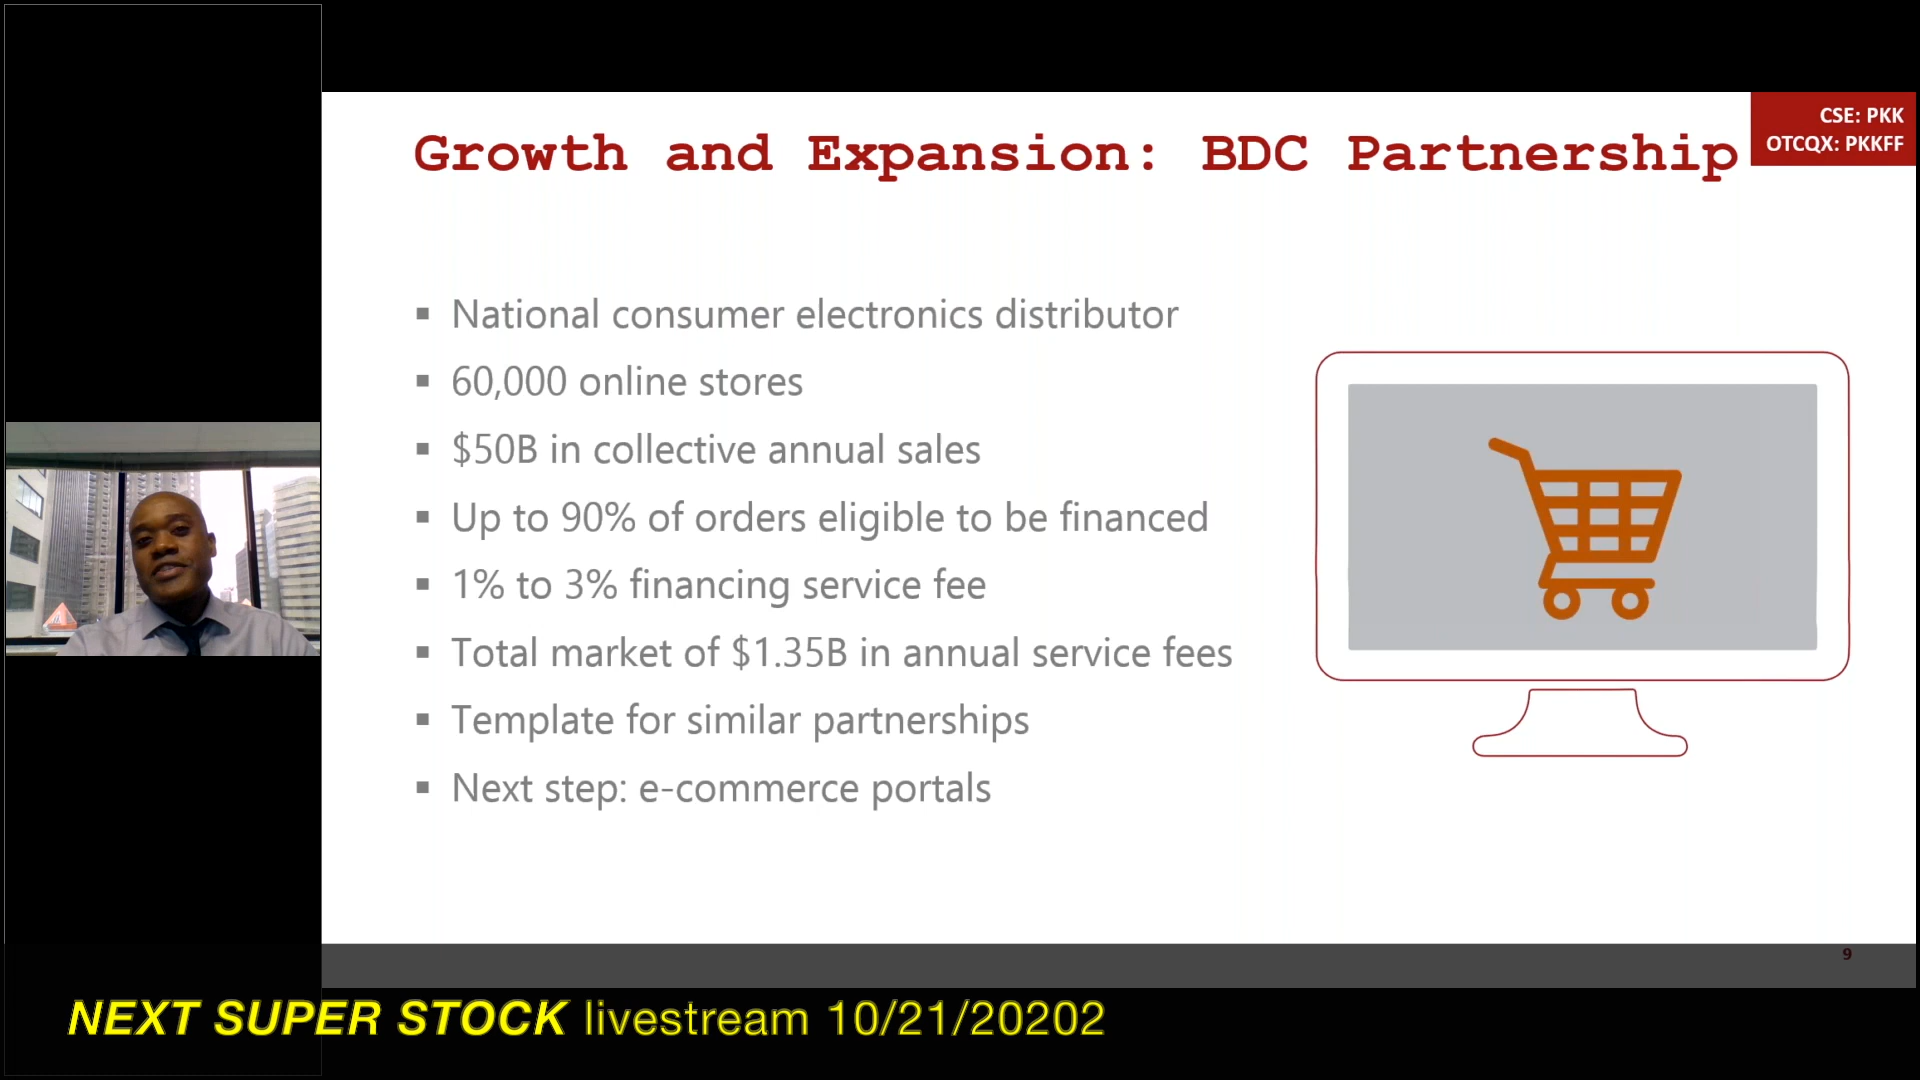 CSE: PKK
OTCQX: PKKFF
Growth and Expansion: BDC Partnership
▪ National consumer electronics distributor
▪ 60,000 online stores
▪ $50B in collective annual sales
▪ Up to 90% of orders eligible to be financed
▪ 1% to 3% financing service fee
▪ Total market of $1.35B in annual service fees
▪ Template for similar partnerships
▪ Next step: e-commerce portals
9
NEXT SUPER STOCK livestream 10/21/20202